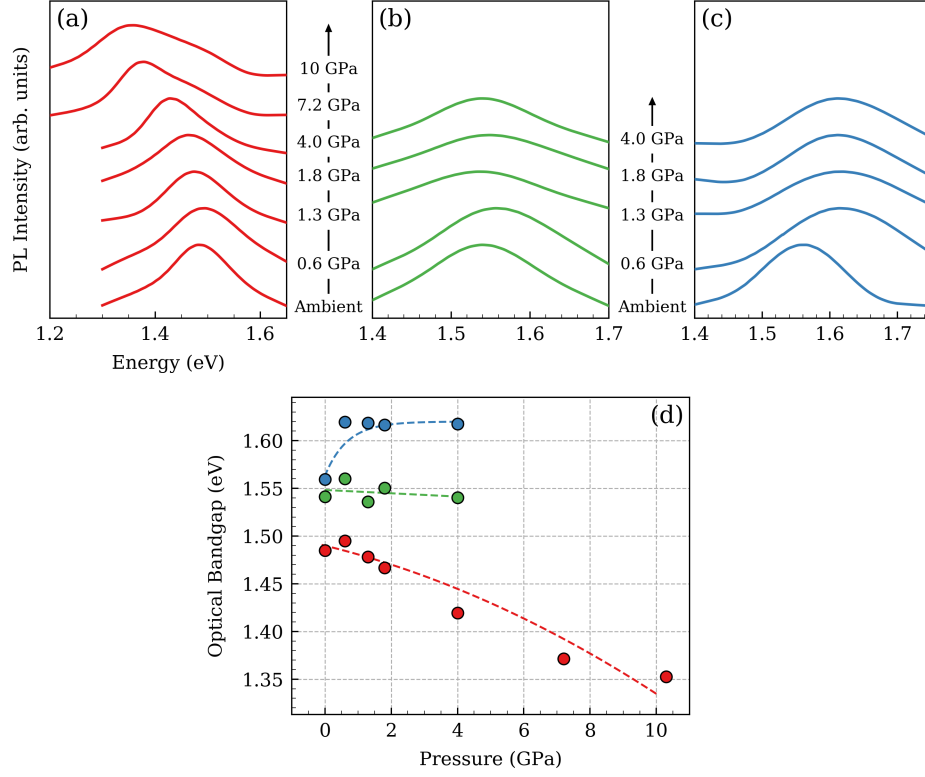 (a)
(b)
(c)
PL Intensity (arb. units)
10 GPa
7.2 GPa
4.0 GPa
1.8 GPa
1.3 GPa
0.6 GPa
Ambient
4.0 GPa
1.8 GPa
1.3 GPa
0.6 GPa
Ambient
1.2 1.4 1.6
1.4 1.5 1.6 1.7
1.4 1.5 1.6 1.7
Energy (eV)
(d)
Optical Bandgap (eV)
1.60
1.55
1.50
1.45
1.40
1.35
0 2 4 6 8 10
Pressure (GPa)